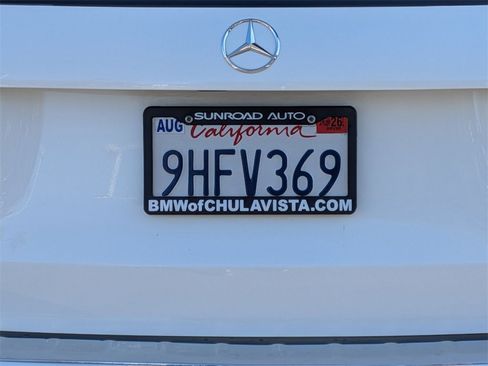 SUNROAD AUTO
AUG California 26
9HFV369
BMWofCHULAVISTA.COM